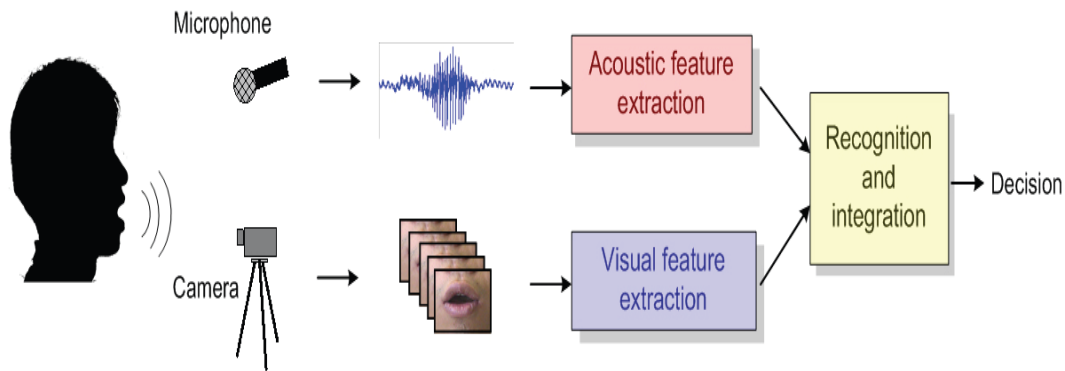 Microphone
Acoustic feature
extraction
Recognition
and
integration
Decision
Camera
Visual feature
extraction